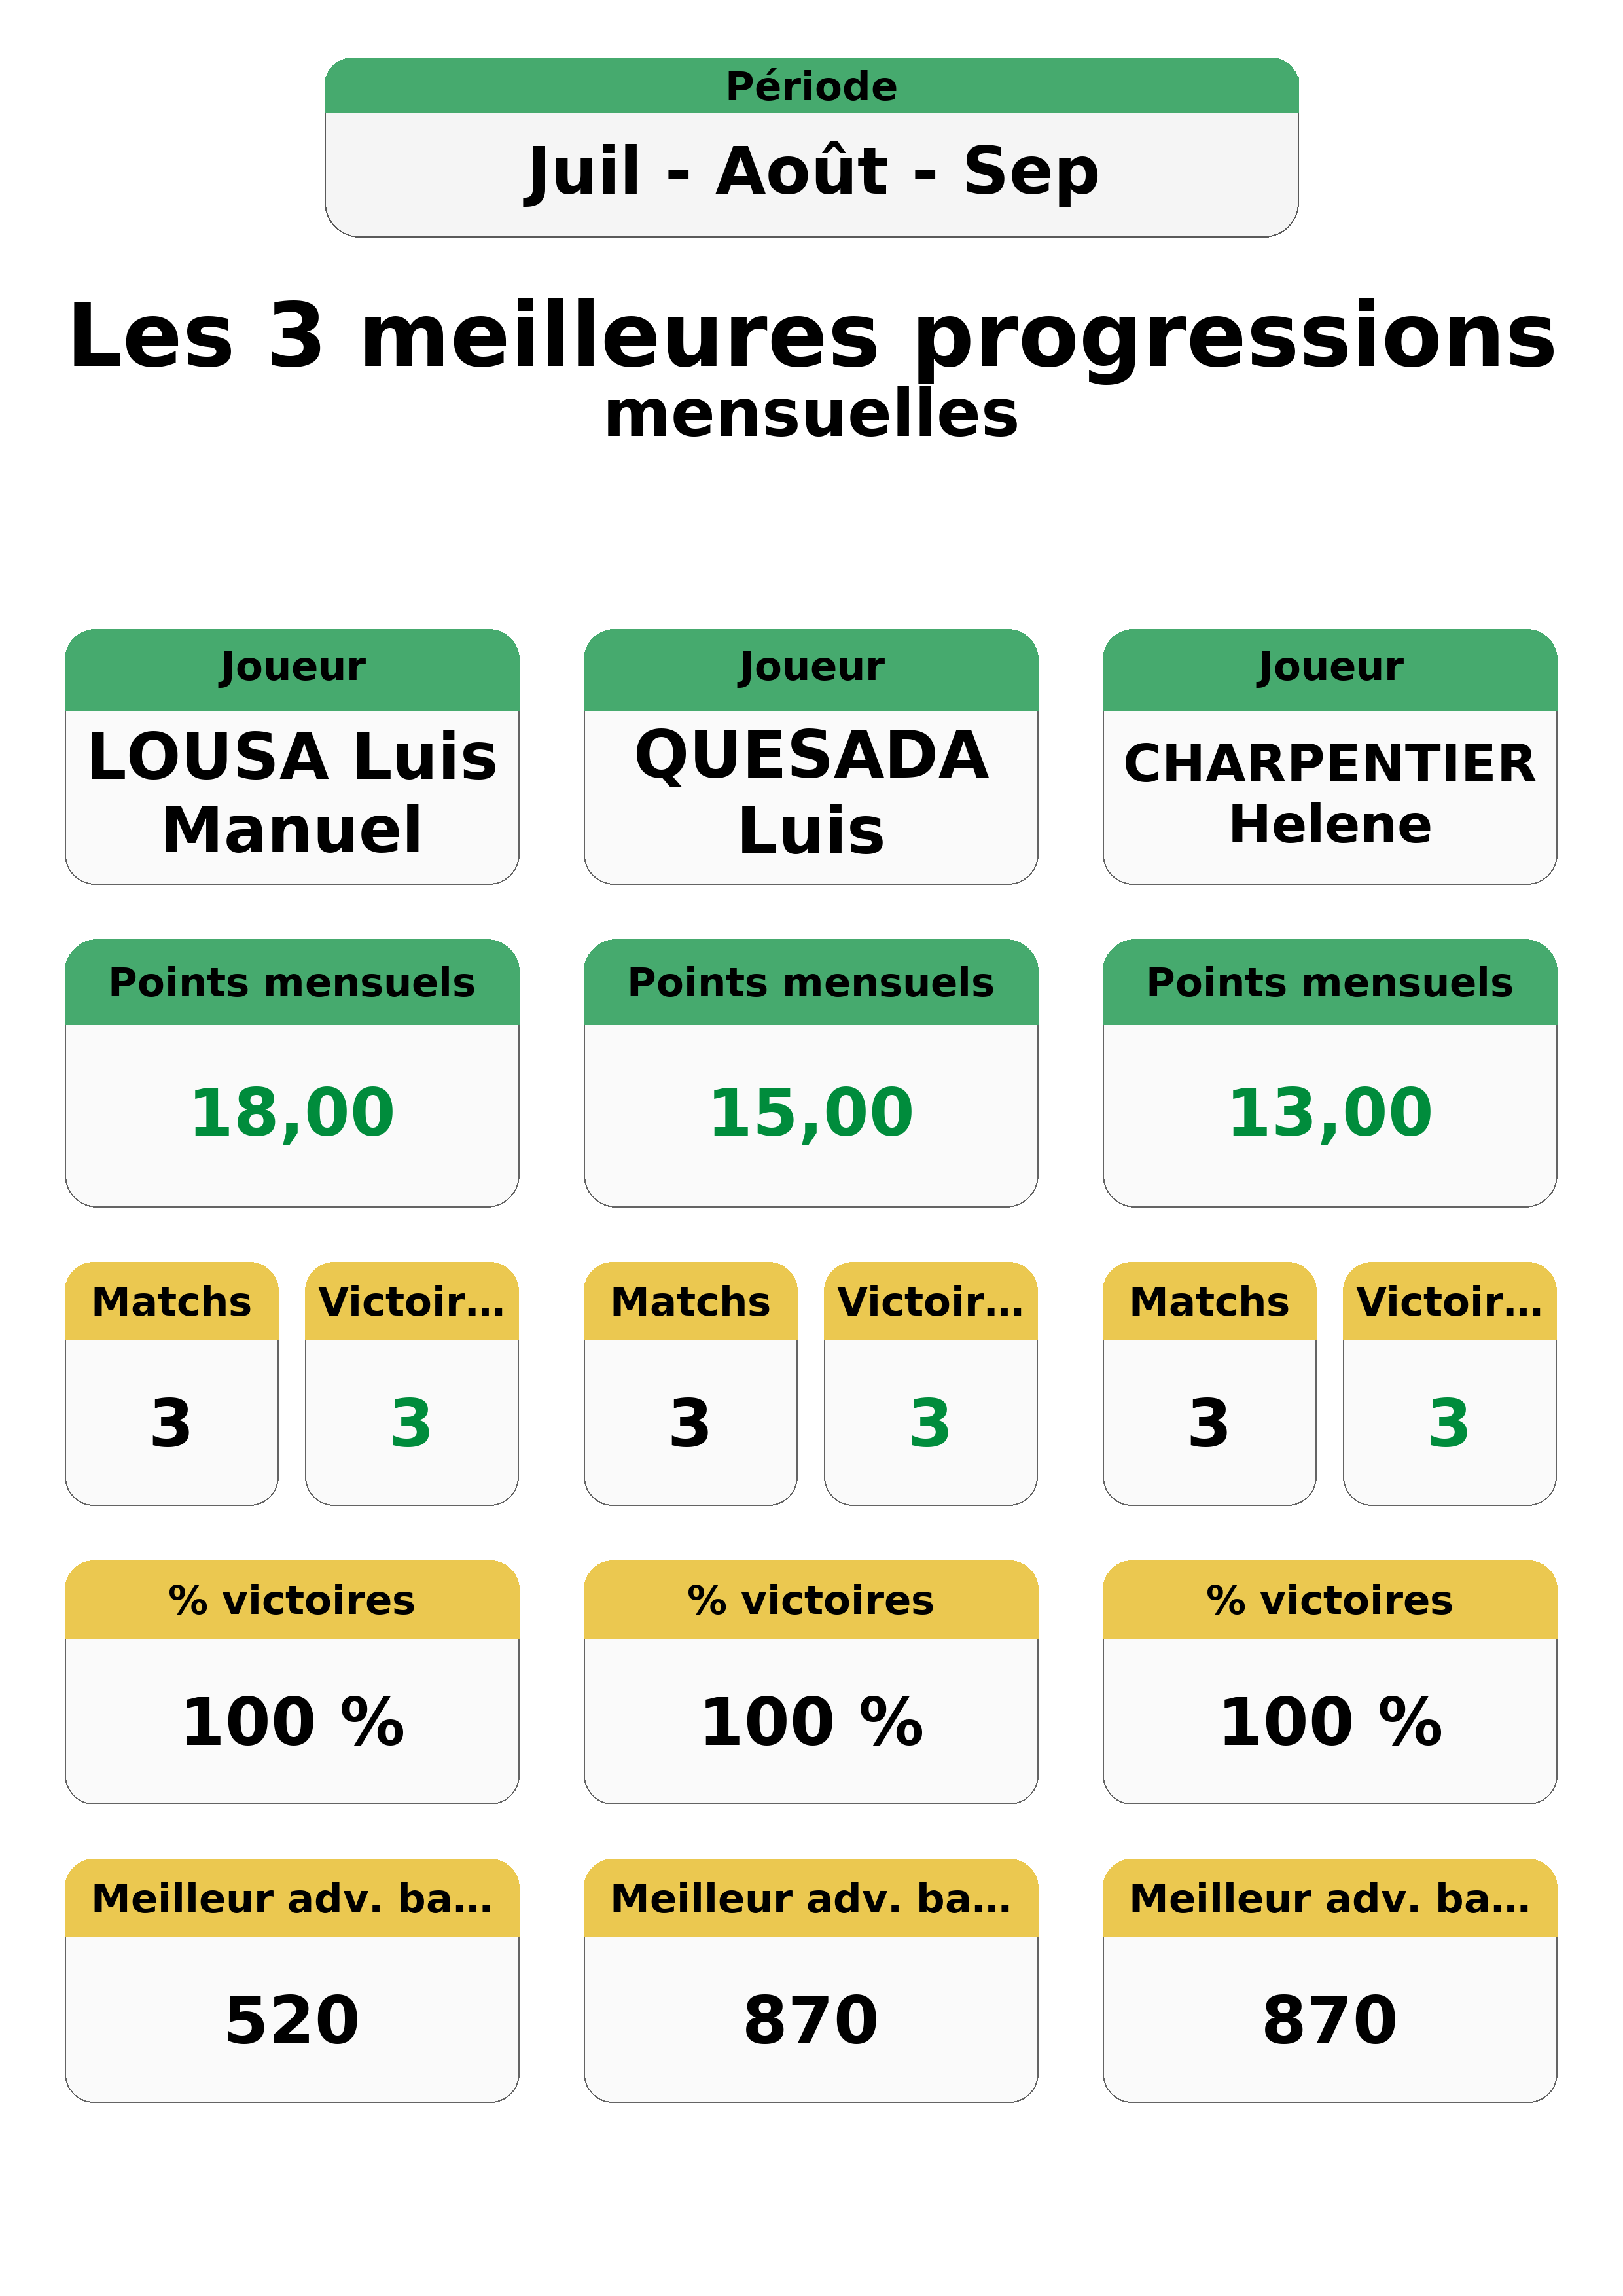 Période
Juil - Août - Sep
Les 3 meilleures progressions
mensuelles
Joueur
LOUSA Luis
Manuel
Joueur
QUESADA
Luis
Joueur
CHARPENTIER
Helene
Points mensuels
18,00
Points mensuels
15,00
Points mensuels
13,00
Matchs
3
Victoir...
3
Matchs
3
Victoir...
3
Matchs
3
Victoir...
3
% victoires
100 %
% victoires
100 %
% victoires
100 %
Meilleur adv. ba...
520
Meilleur adv. ba...
870
Meilleur adv. ba...
870